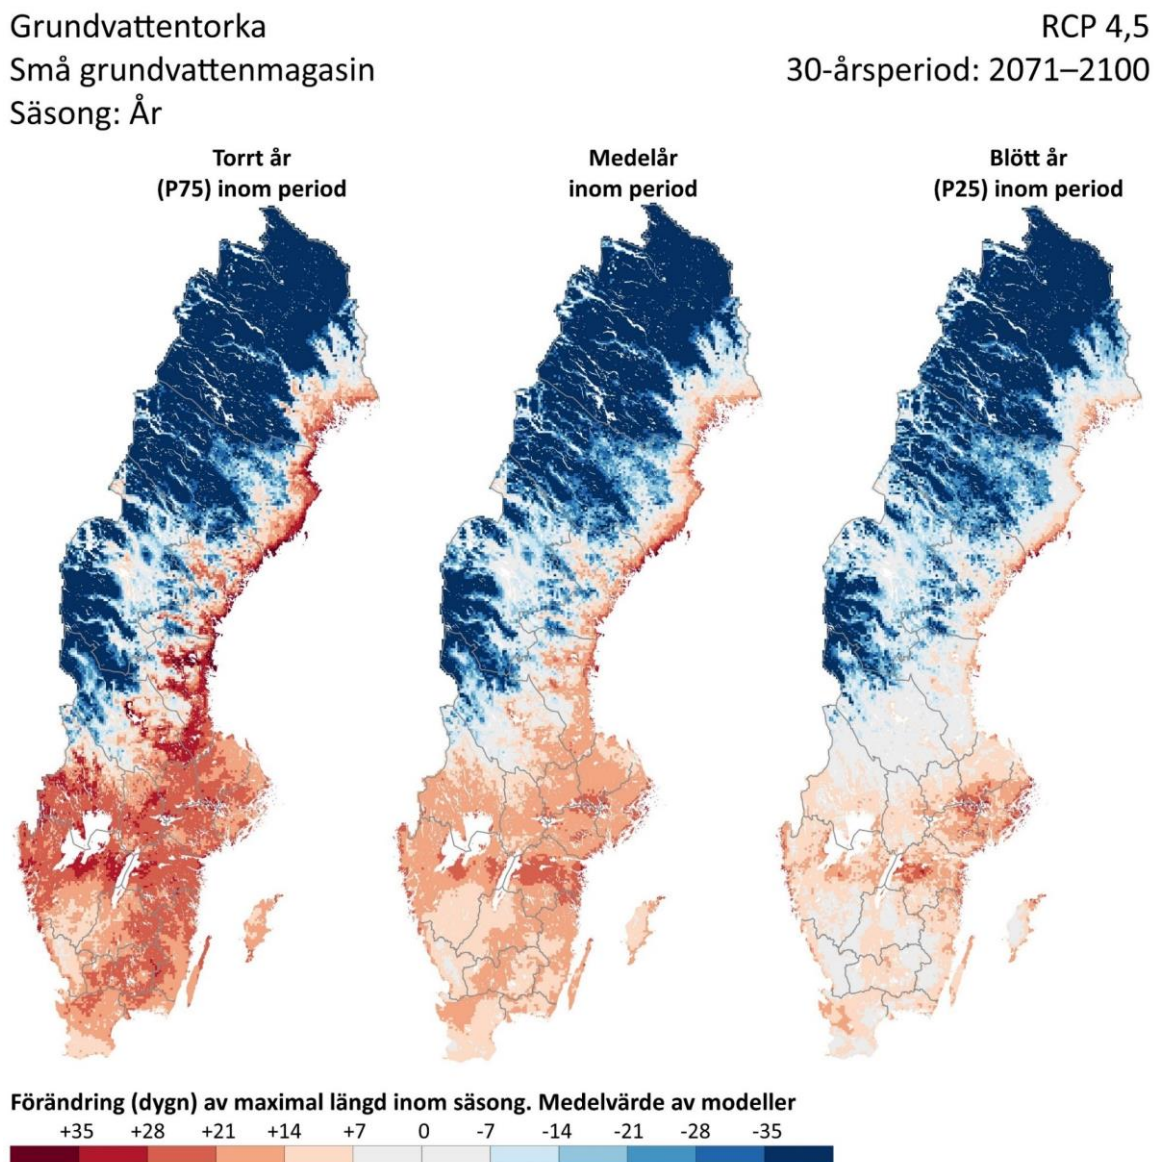 Grundvattentorka
Små grundvattenmagasin
Säsong: År
RCP 4,5
30-årsperiod: 2071–2100
Torrt år
(P75) inom period
Medelår
inom period
Blött år
(P25) inom period
Förändring (dygn) av maximal längd inom säsong. Medelvärde av modeller
+35 +28 +21 +14 +7 0 -7 -14 -21 -28 -35